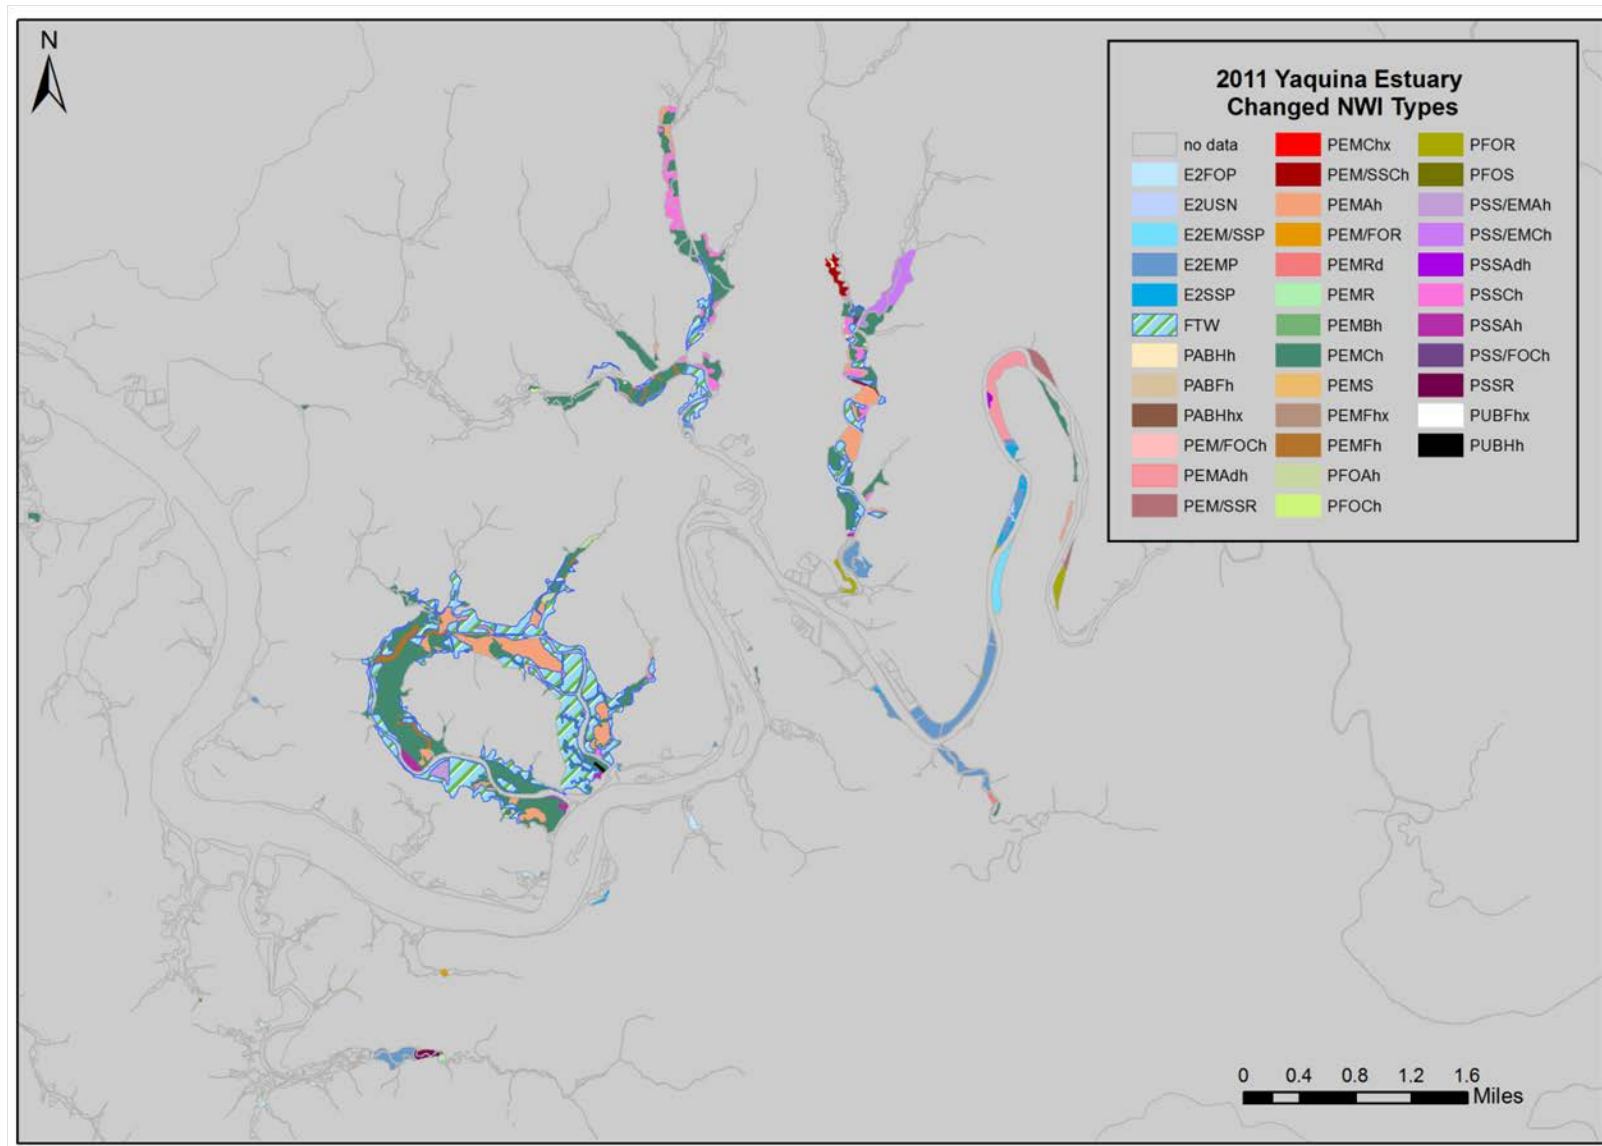 N
2011 Yaquina Estuary
Changed NWI Types
no data
E2FOP
E2USN
E2EM/SSP
E2EMP
E2SSP
FTW
PABHh
PABFh
PABHhx
PEM/FOCh
PEMAdh
PEM/SSR
PEMChx
PEM/SSCh
PEMAh
PEM/FOR
PEMRd
PEMR
PEMBh
PEMCh
PEMS
PEMFhx
PEMFh
PFOAh
PFOCh
PFOR
PFOS
PSS/EMAh
PSS/EMCh
PSSAdh
PSSCh
PSSAh
PSS/FOCh
PSSR
PUBFhx
PUBHh
0 0.4 0.8 1.2 1.6
Miles